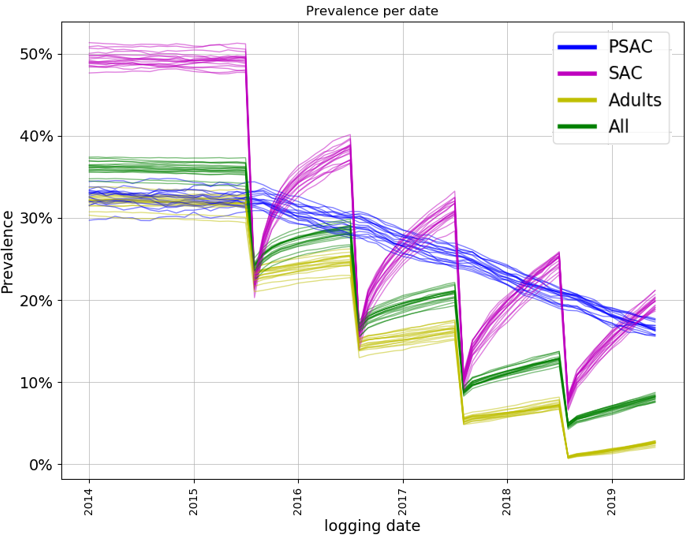 Prevalence per date
50%
40%
30%
20%
10%
0%
Prevalence
PSAC
SAC
Adults
All
2014
2015
2016
2017
2018
2019
logging date